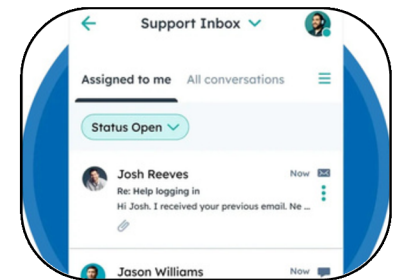 Support Inbox
Assigned to me All conversations
Status Open
Josh Reeves Now
Re: Help logging in
Hi Josh. I received your previous email. Ne ...
Jason Williams Now